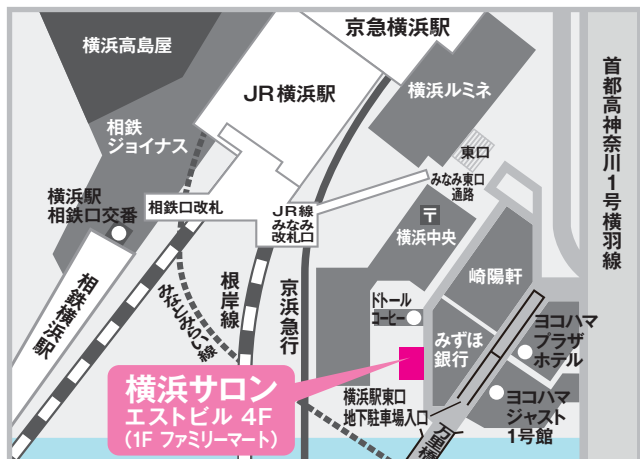 京急横浜駅
横浜高島屋
JR横浜駅
横浜ルミネ
首都高神奈川1号横羽線
相鉄
ジョイナス
東口
みなみ東口
通路
横浜駅
相鉄口交番
相鉄口改札
JR線
みなみ
改札口
〒
横浜中央
崎陽軒
相鉄横浜駅
みなとみらい線
根岸線
京浜急行
ドトール
コーヒー
みずほ
銀行
ヨコハマ
プラザ
ホテル
横浜サロン
エストビル 4F
(1F ファミリーマート)
横浜駅東口
地下駐車場入口
ヨコハマ
ジャスト
1号館
万里橋